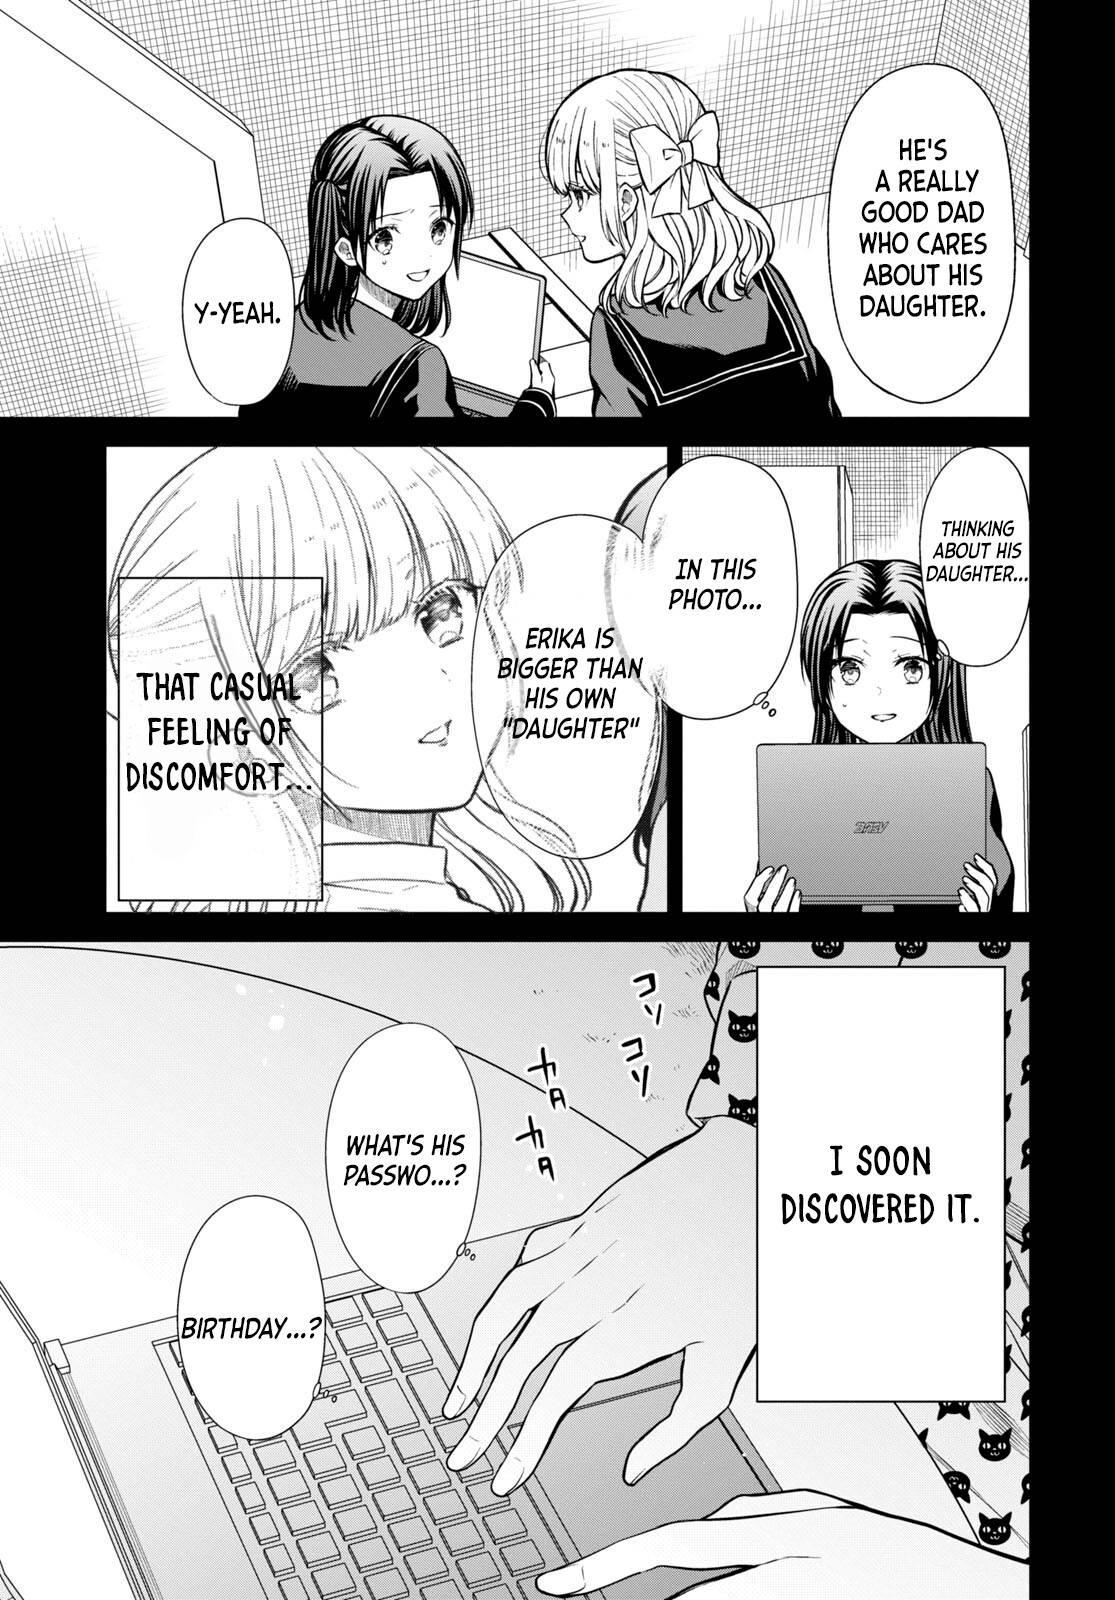 HE'S
A REALLY
GOOD DAD
WHO CARES
ABOUT HIS
DAUGHTER.
Y-YEAH.
THINKING
ABOUT HIS
DAUGHTER...
IN THIS
PHOTO...
ERIKA IS
BIGGER THAN
HIS OWN
"DAUGHTER"
THAT CASUAL
FEELING OF
DISCOMFORT...
I SOON
DISCOVERED IT.
コソ
コソ
カタ
カタ
WHAT'S HIS
PASSWO...?
BIRTHDAY...?